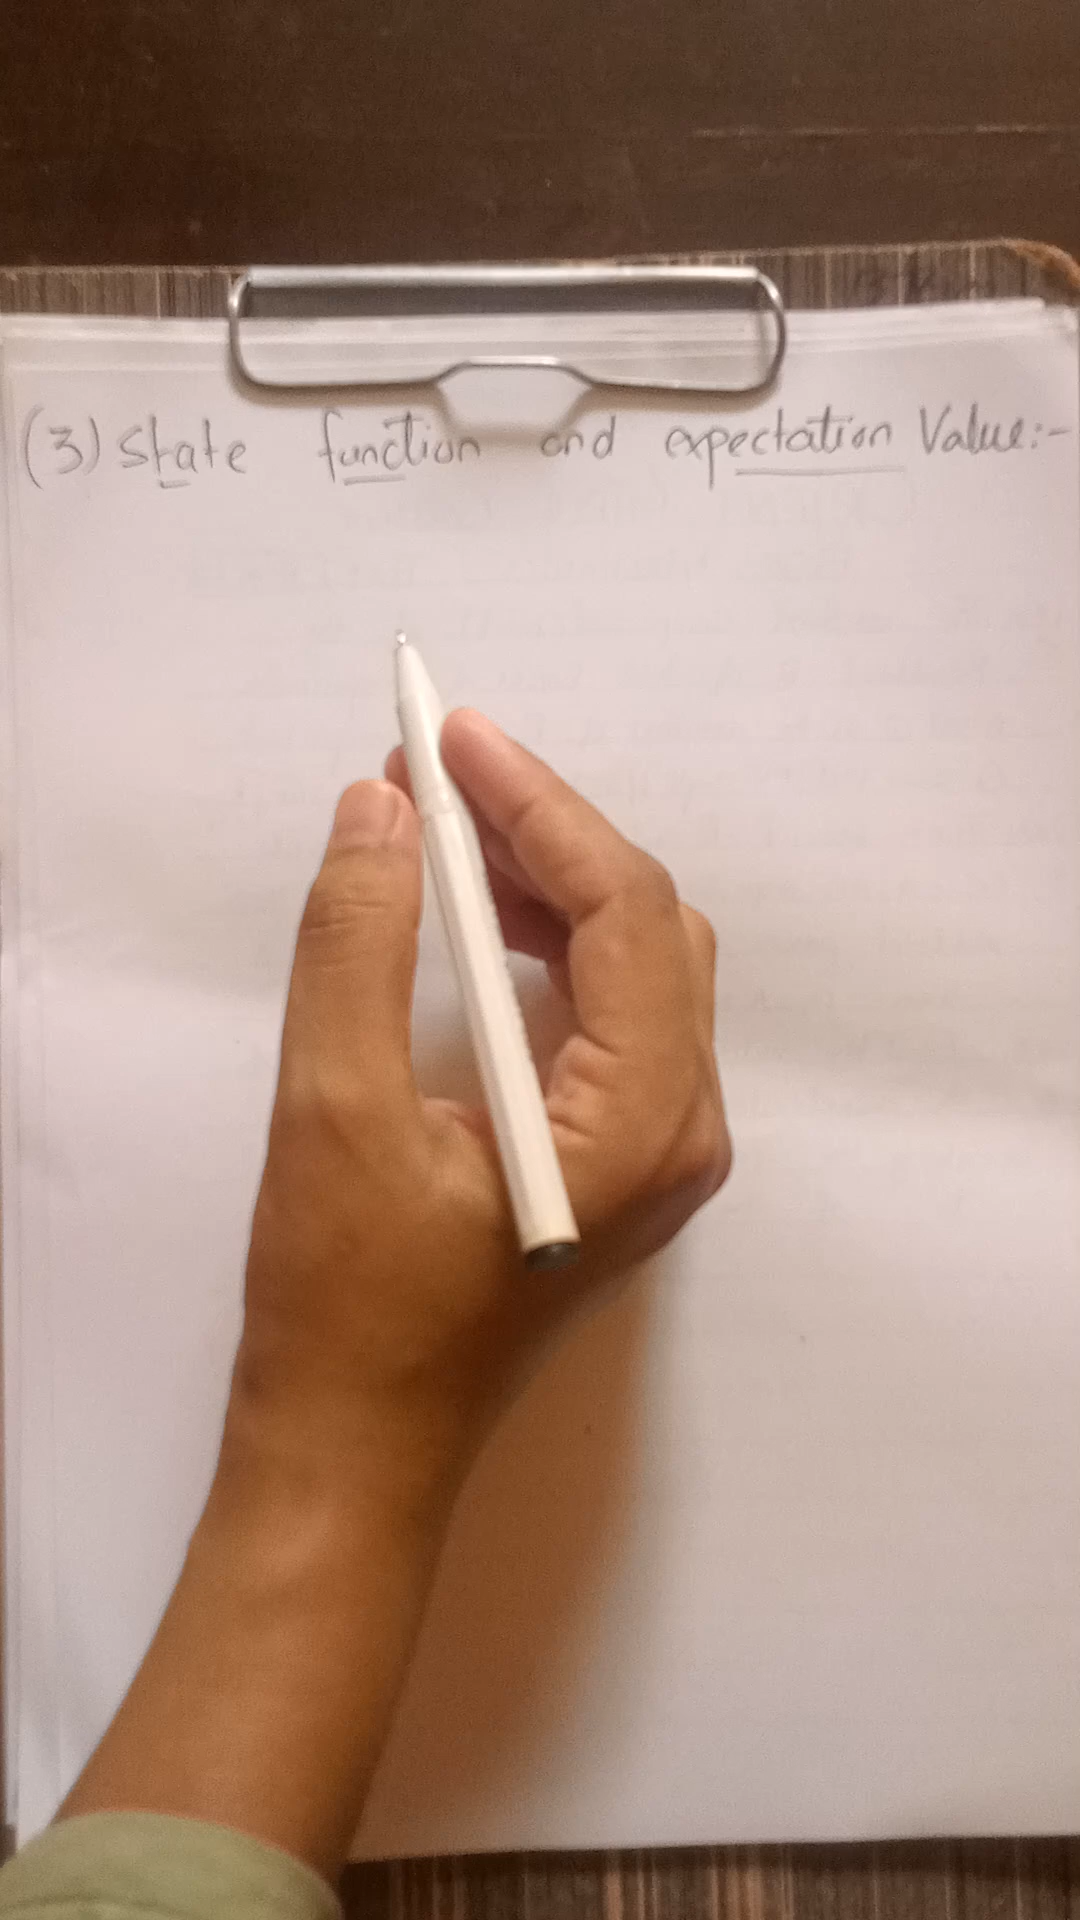 (3) State function and expectation Value:-